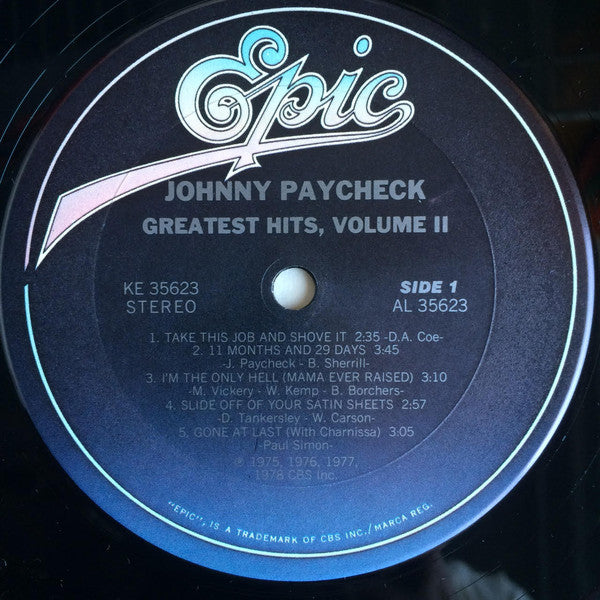 Epic
JOHNNY PAYCHECK
GREATEST HITS, VOLUME II
KE 35623
STEREO
SIDE 1
AL 35623
1. TAKE THIS JOB AND SHOVE IT 2:35 -D.A. Coe-
2. 11 MONTHS AND 29 DAYS 3:45
-J. Paycheck - B. Sherrill-
3. I'M THE ONLY HELL (MAMA EVER RAISED) 3:10
-M. Vickery - W. Kemp - B. Borchers-
4. SLIDE OFF OF YOUR SATIN SHEETS 2:57
-D. Tankersley - W. Carson-
5. GONE AT LAST (With Charnissa) 3:05
-Paul Simon-
℗ 1975, 1976, 1977,
1978 CBS Inc.
"EPIC", IS A TRADEMARK OF CBS INC./MARCA REG.